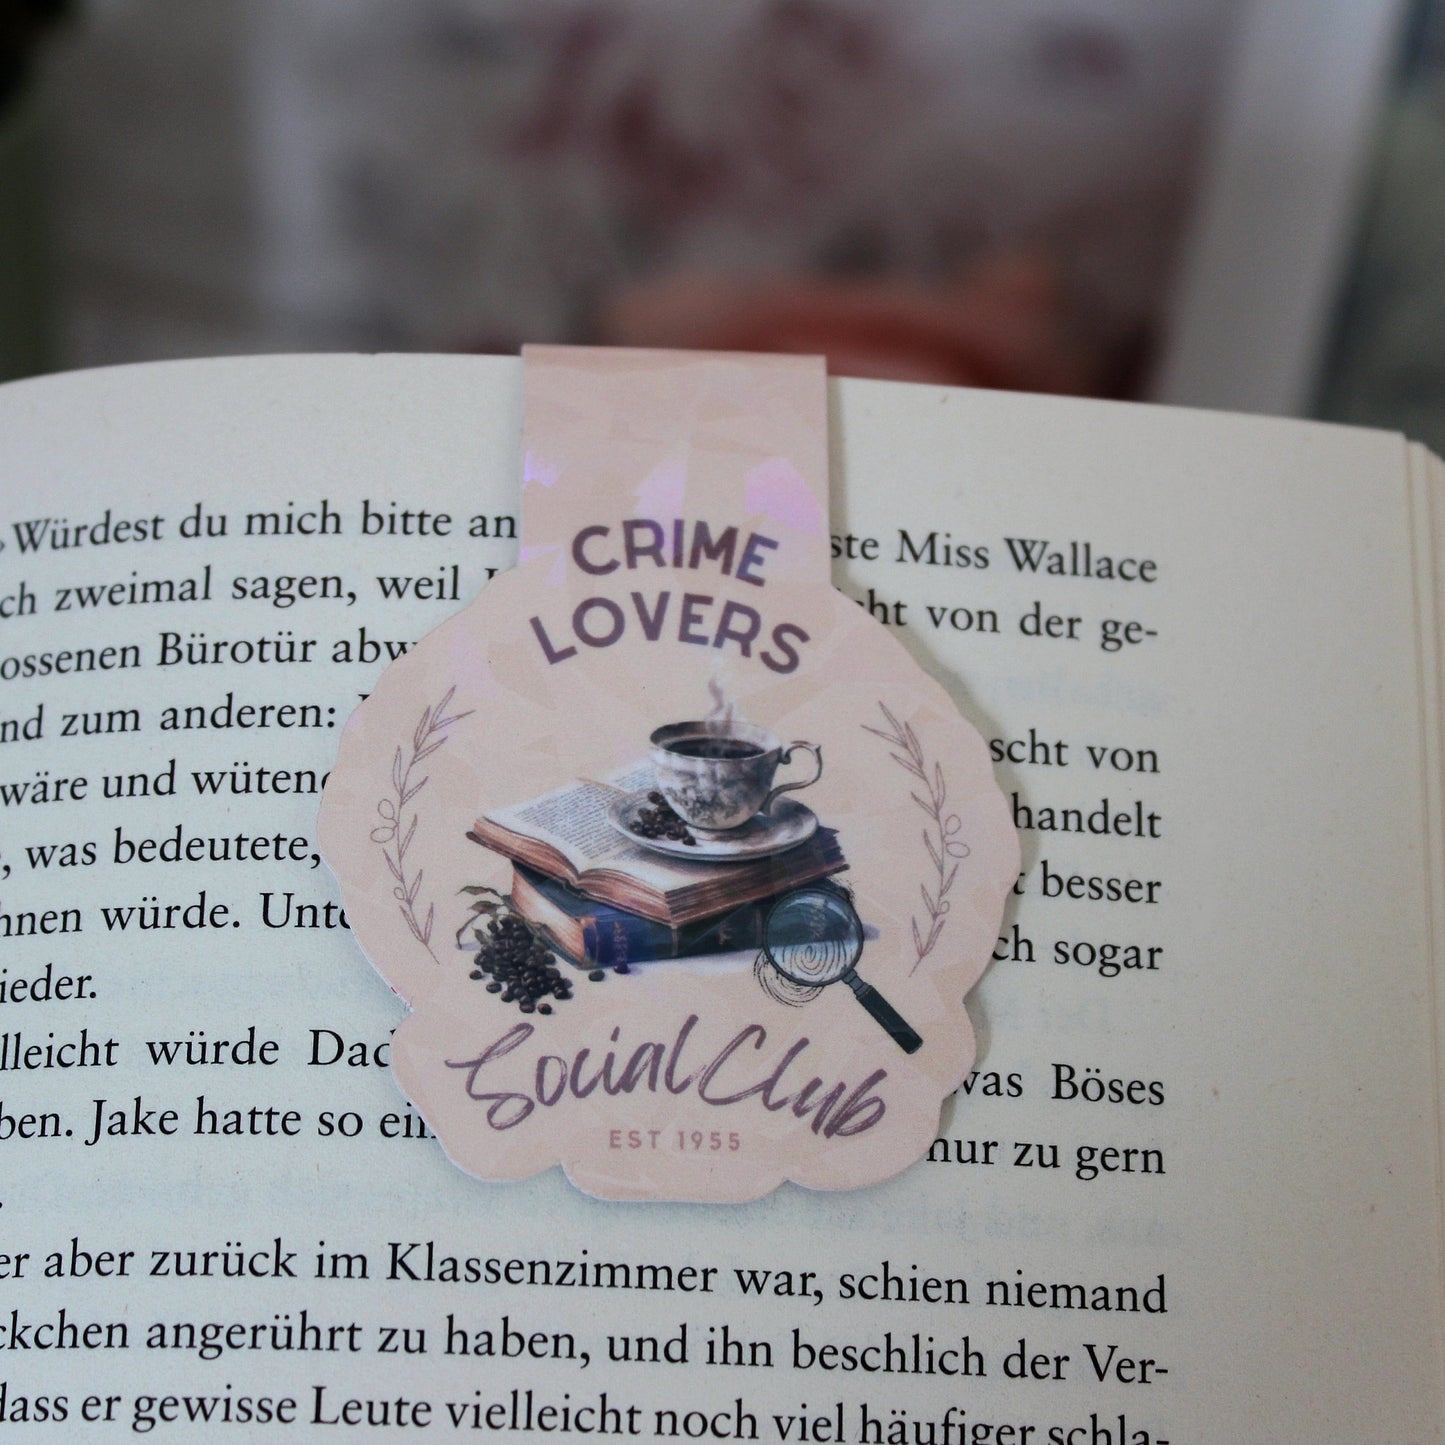 Würdest du mich bitte an
ste Miss Wallace
ch zweimal sagen, weil
ht von der ge-
ossenen Bürotür abw
nd zum anderen:
scht von
wäre und wütend
handelt
, was bedeutete,
besser
hnen würde. Unte
ch sogar
ieder.
lleicht würde Dad
was Böses
ben. Jake hatte so ein
nur zu gern
er aber zurück im Klassenzimmer war, schien niemand
ckchen angerührt zu haben, und ihn beschlich der Ver-
dass er gewisse Leute vielleicht noch viel häufiger schla-
CRIME
LOVERS
Social Club
EST 1955